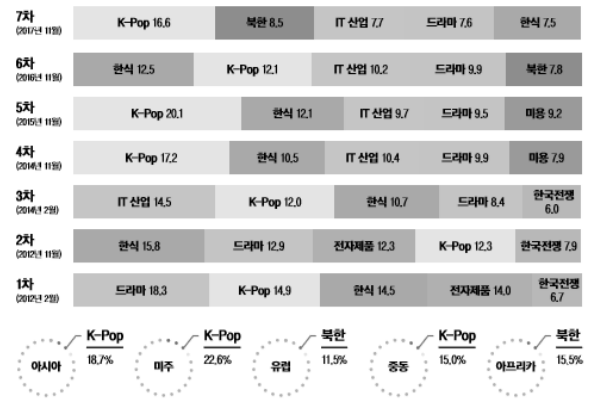 7차
(2017년 11월)
K-Pop 16.6 북한 8.5 IT 산업 7.7 드라마 7.6 한식 7.5
6차
(2016년 11월)
한식 12.5 K-Pop 12.1 IT 산업 10.2 드라마 9.9 북한 7.8
5차
(2015년 11월)
K-Pop 20.1 한식 12.1 IT 산업 9.7 드라마 9.5 미용 9.2
4차
(2014년 11월)
K-Pop 17.2 한식 10.5 IT 산업 10.4 드라마 9.9 미용 7.9
3차
(2014년 2월)
IT 산업 14.5 K-Pop 12.0 한식 10.7 드라마 8.4 한국전쟁
6.0
2차
(2012년 11월)
한식 15.8 드라마 12.9 전자제품 12.3 K-Pop 12.3 한국전쟁 7.9
1차
(2012년 2월)
드라마 18.3 K-Pop 14.9 한식 14.5 전자제품 14.0 한국전쟁
6.7
K-Pop K-Pop 북한 K-Pop 북한
18.7% 22.6% 11.5% 15.0% 15.5%
아시아 미주 유럽 중동 아프리카